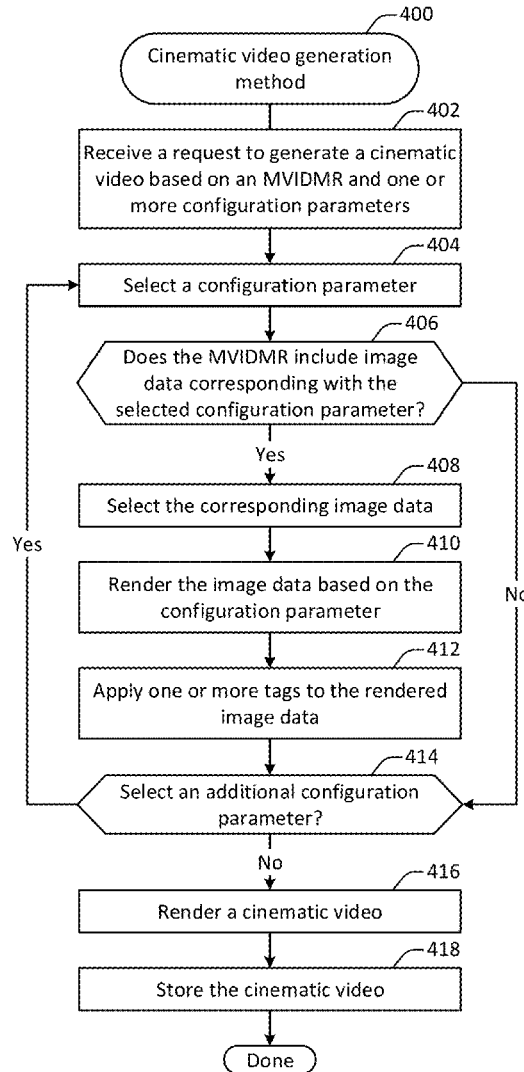 400
Cinematic video generation
method
402
Receive a request to generate a cinematic
video based on an MVIDMR and one or
more configuration parameters
404
Select a configuration parameter
406
Does the MVIDMR include image
data corresponding with the
selected configuration parameter?
Yes
408
Select the corresponding image data
Yes
410
Render the image data based on the
configuration parameter
No
412
Apply one or more tags to the rendered
image data
414
Select an additional configuration
parameter?
No
416
Render a cinematic video
418
Store the cinematic video
Done